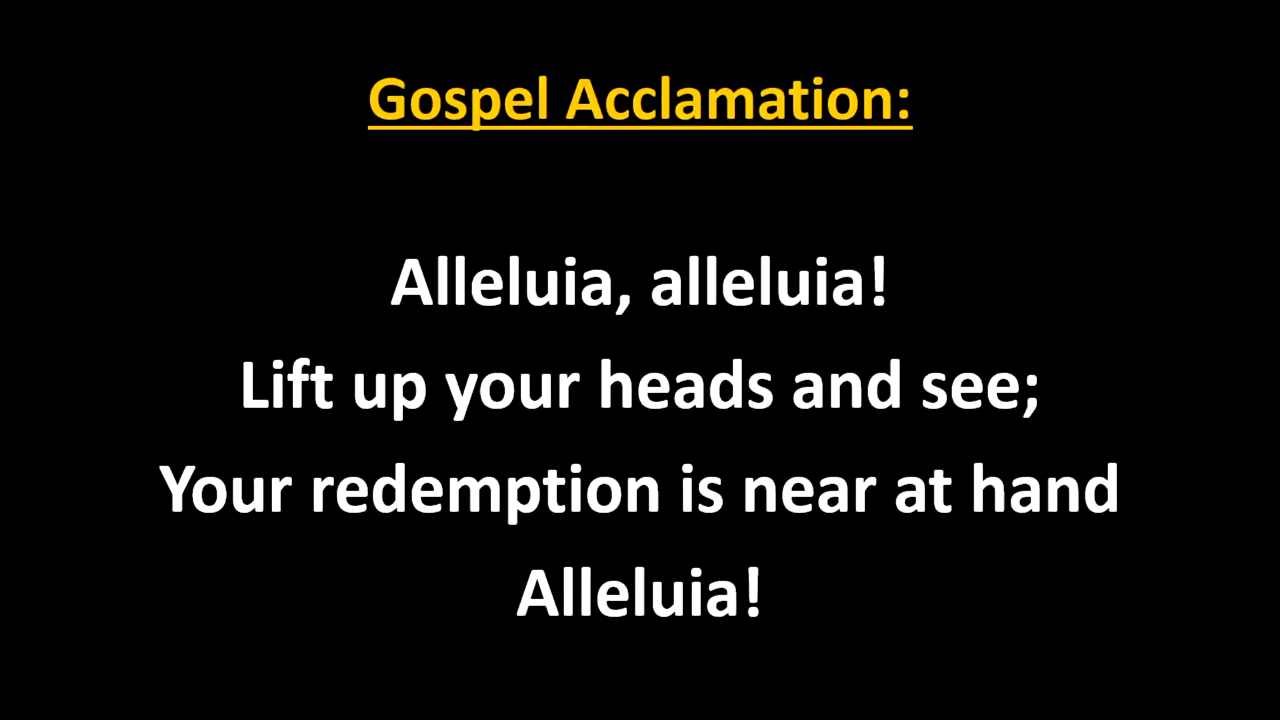 Gospel Acclamation:
Alleluia, alleluia!
Lift up your heads and see;
Your redemption is near at hand
Alleluia!